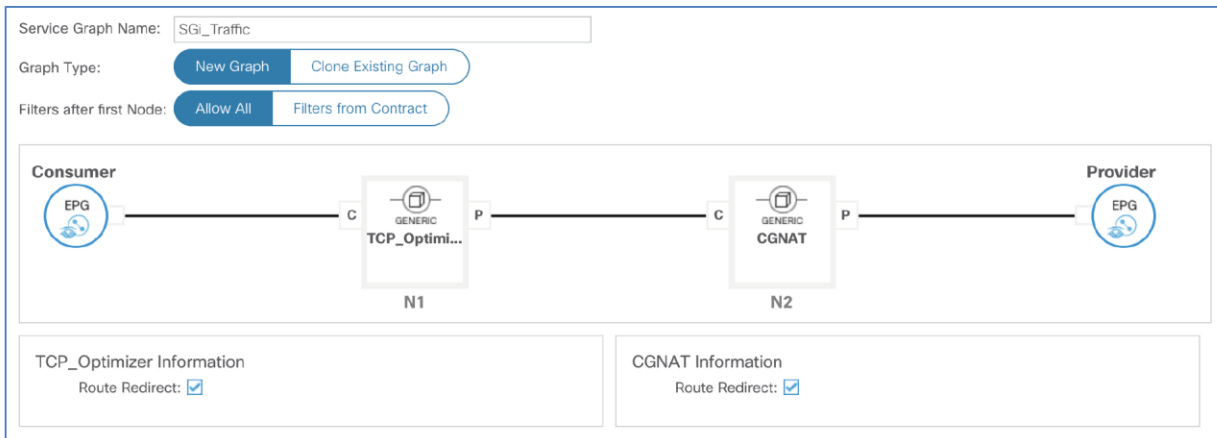 Service Graph Name: SGi_Traffic
Graph Type: New Graph Clone Existing Graph
Filters after first Node: Allow All Filters from Contract
Consumer Provider
EPG C GENERIC P C GENERIC P EPG
TCP_Optimi... CGNAT
N1 N2
TCP_Optimizer Information
Route Redirect:
CGNAT Information
Route Redirect: